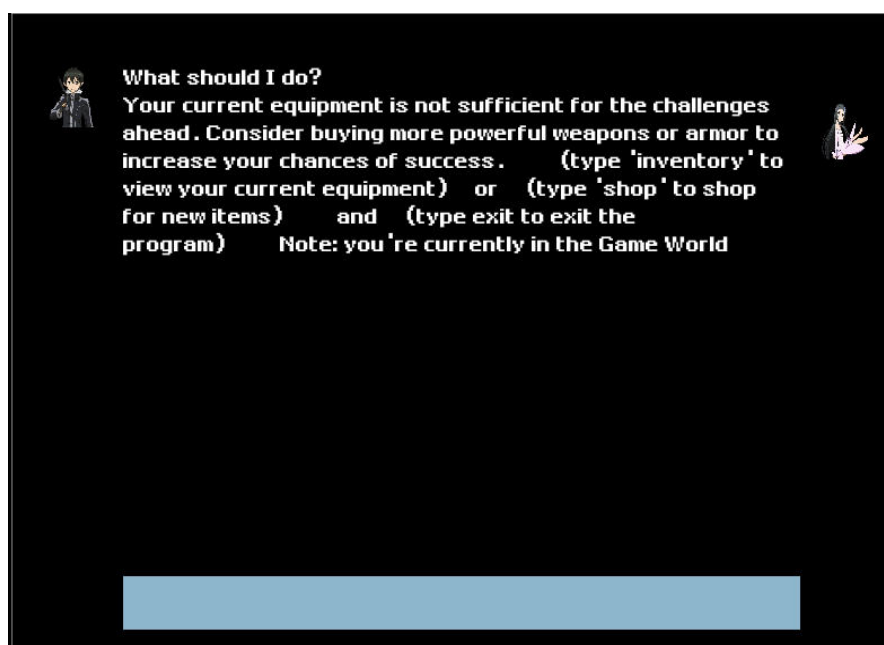 What should I do?
Your current equipment is not sufficient for the challenges
ahead. Consider buying more powerful weapons or armor to
increase your chances of success. (type 'inventory' to
view your current equipment) or (type 'shop' to shop
for new items) and (type exit to exit the
program) Note: you're currently in the Game World